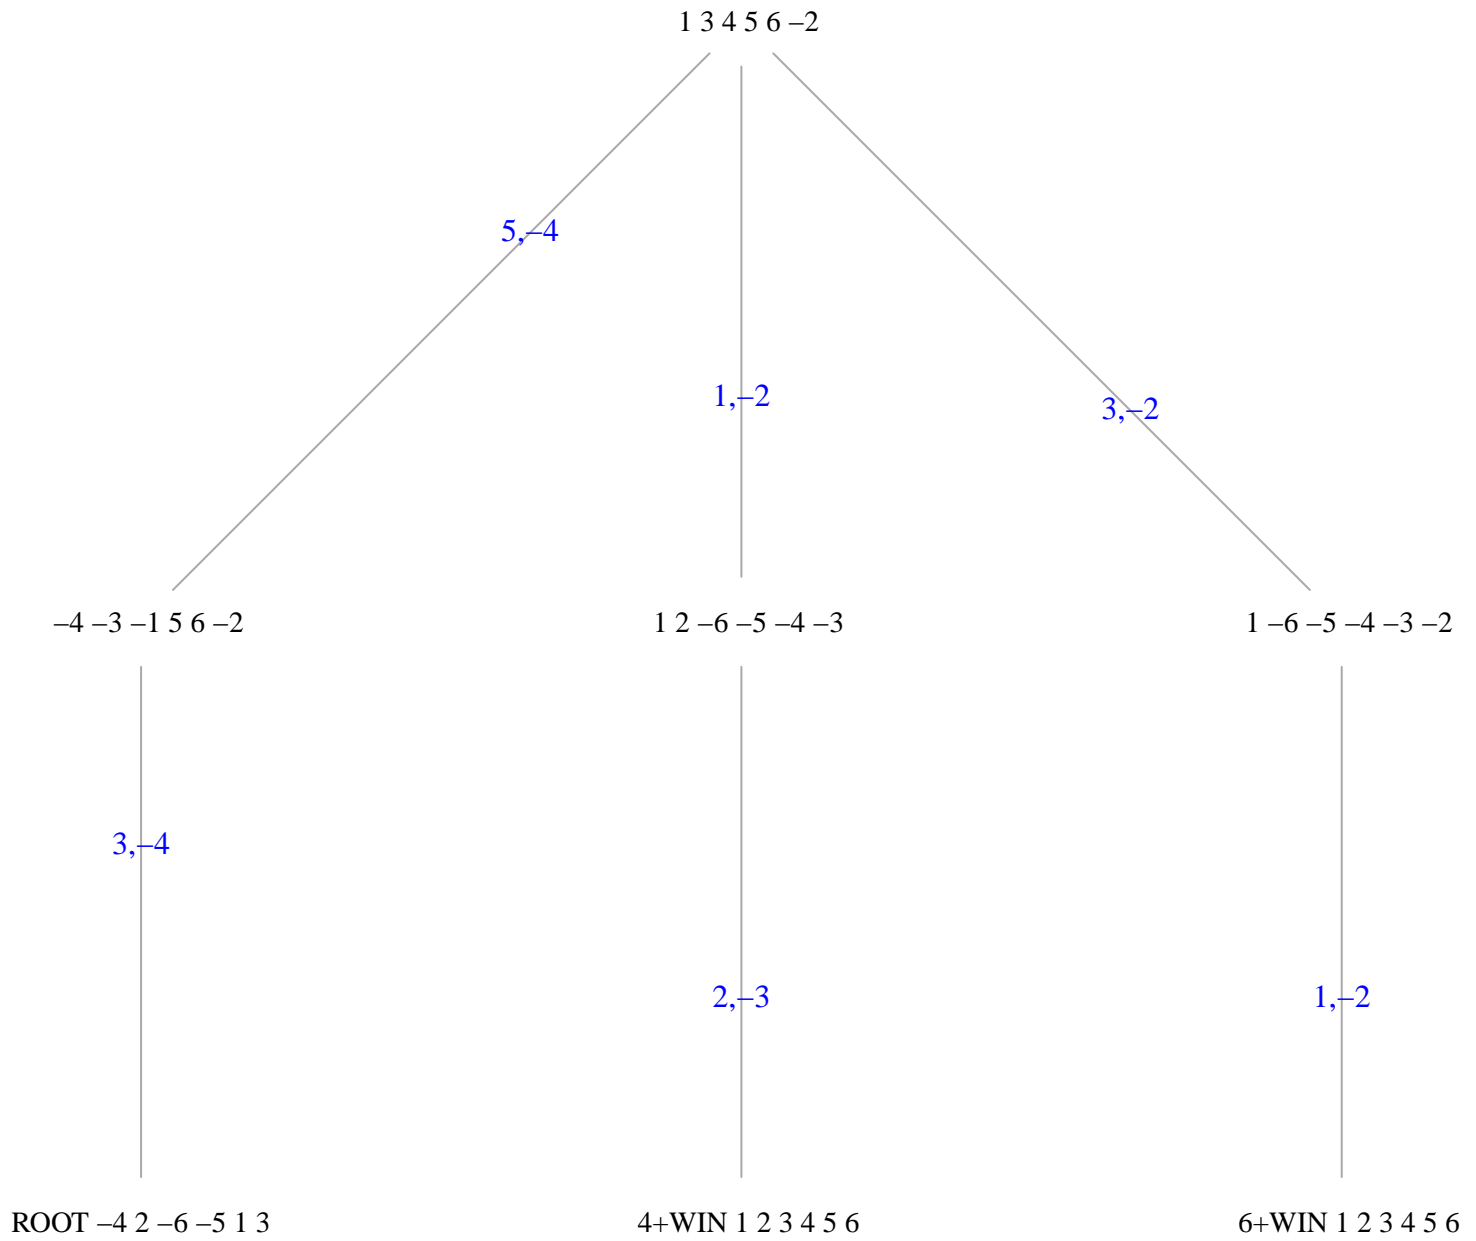 1 3 4 5 6 –2
5,–4
1,–2
3,–2
–4 –3 –1 5 6 –2
1 2 –6 –5 –4 –3
1 –6 –5 –4 –3 –2
3,–4
2,–3
1,–2
ROOT –4 2 –6 –5 1 3
4+WIN 1 2 3 4 5 6
6+WIN 1 2 3 4 5 6